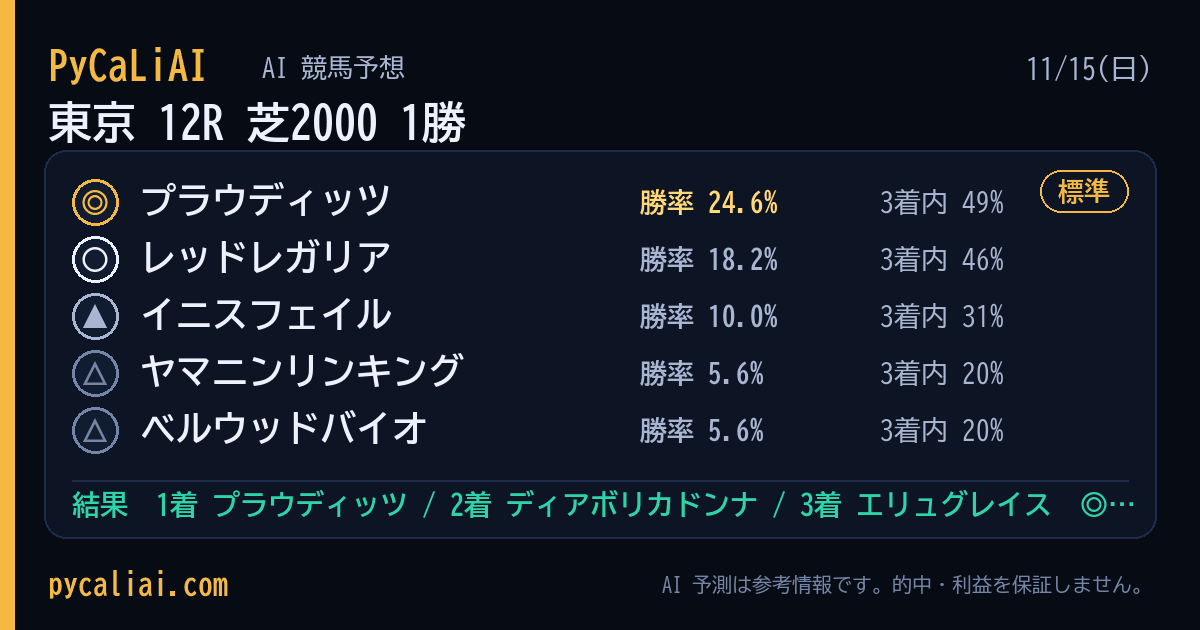 PyCaLiAI AI 競馬予想 11/15(日)
東京 12R 芝2000 1勝
◎ プラウディッツ 勝率 24.6% 3着内 49% 標準
○ レッドレガリア 勝率 18.2% 3着内 46%
▲ イニスフェイル 勝率 10.0% 3着内 31%
△ ヤマニンリンキング 勝率 5.6% 3着内 20%
△ ベルウッドバイオ 勝率 5.6% 3着内 20%
結果 1着 プラウディッツ / 2着 ディアボリカドンナ / 3着 エリュグレイス ◎…
pycaliai.com AI 予測は参考情報です。的中・利益を保証しません。